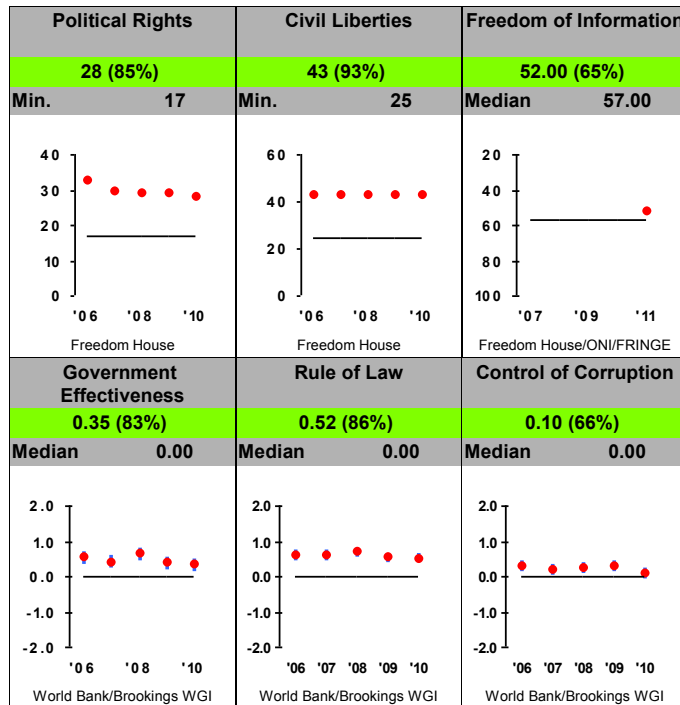 Political Rights
28 (85%)
Min. 17
40
30
20
10
0
'06 '08 '10
Freedom House
Civil Liberties
43 (93%)
Min. 25
60
40
20
0
'06 '08 '10
Freedom House
Freedom of Information
52.00 (65%)
Median 57.00
20
40
60
80
100
'07 '09 '11
Freedom House/ONI/FRINGE
Government
Effectiveness
0.35 (83%)
Median 0.00
2.0
1.0
0.0
-1.0
-2.0
'06 '08 '10
World Bank/Brookings WGI
Rule of Law
0.52 (86%)
Median 0.00
2.0
1.0
0.0
-1.0
-2.0
'06 '07 '08 '09 '10
World Bank/Brookings WGI
Control of Corruption
0.10 (66%)
Median 0.00
2.0
1.0
0.0
-1.0
-2.0
'06 '07 '08 '09 '10
World Bank/Brookings WGI